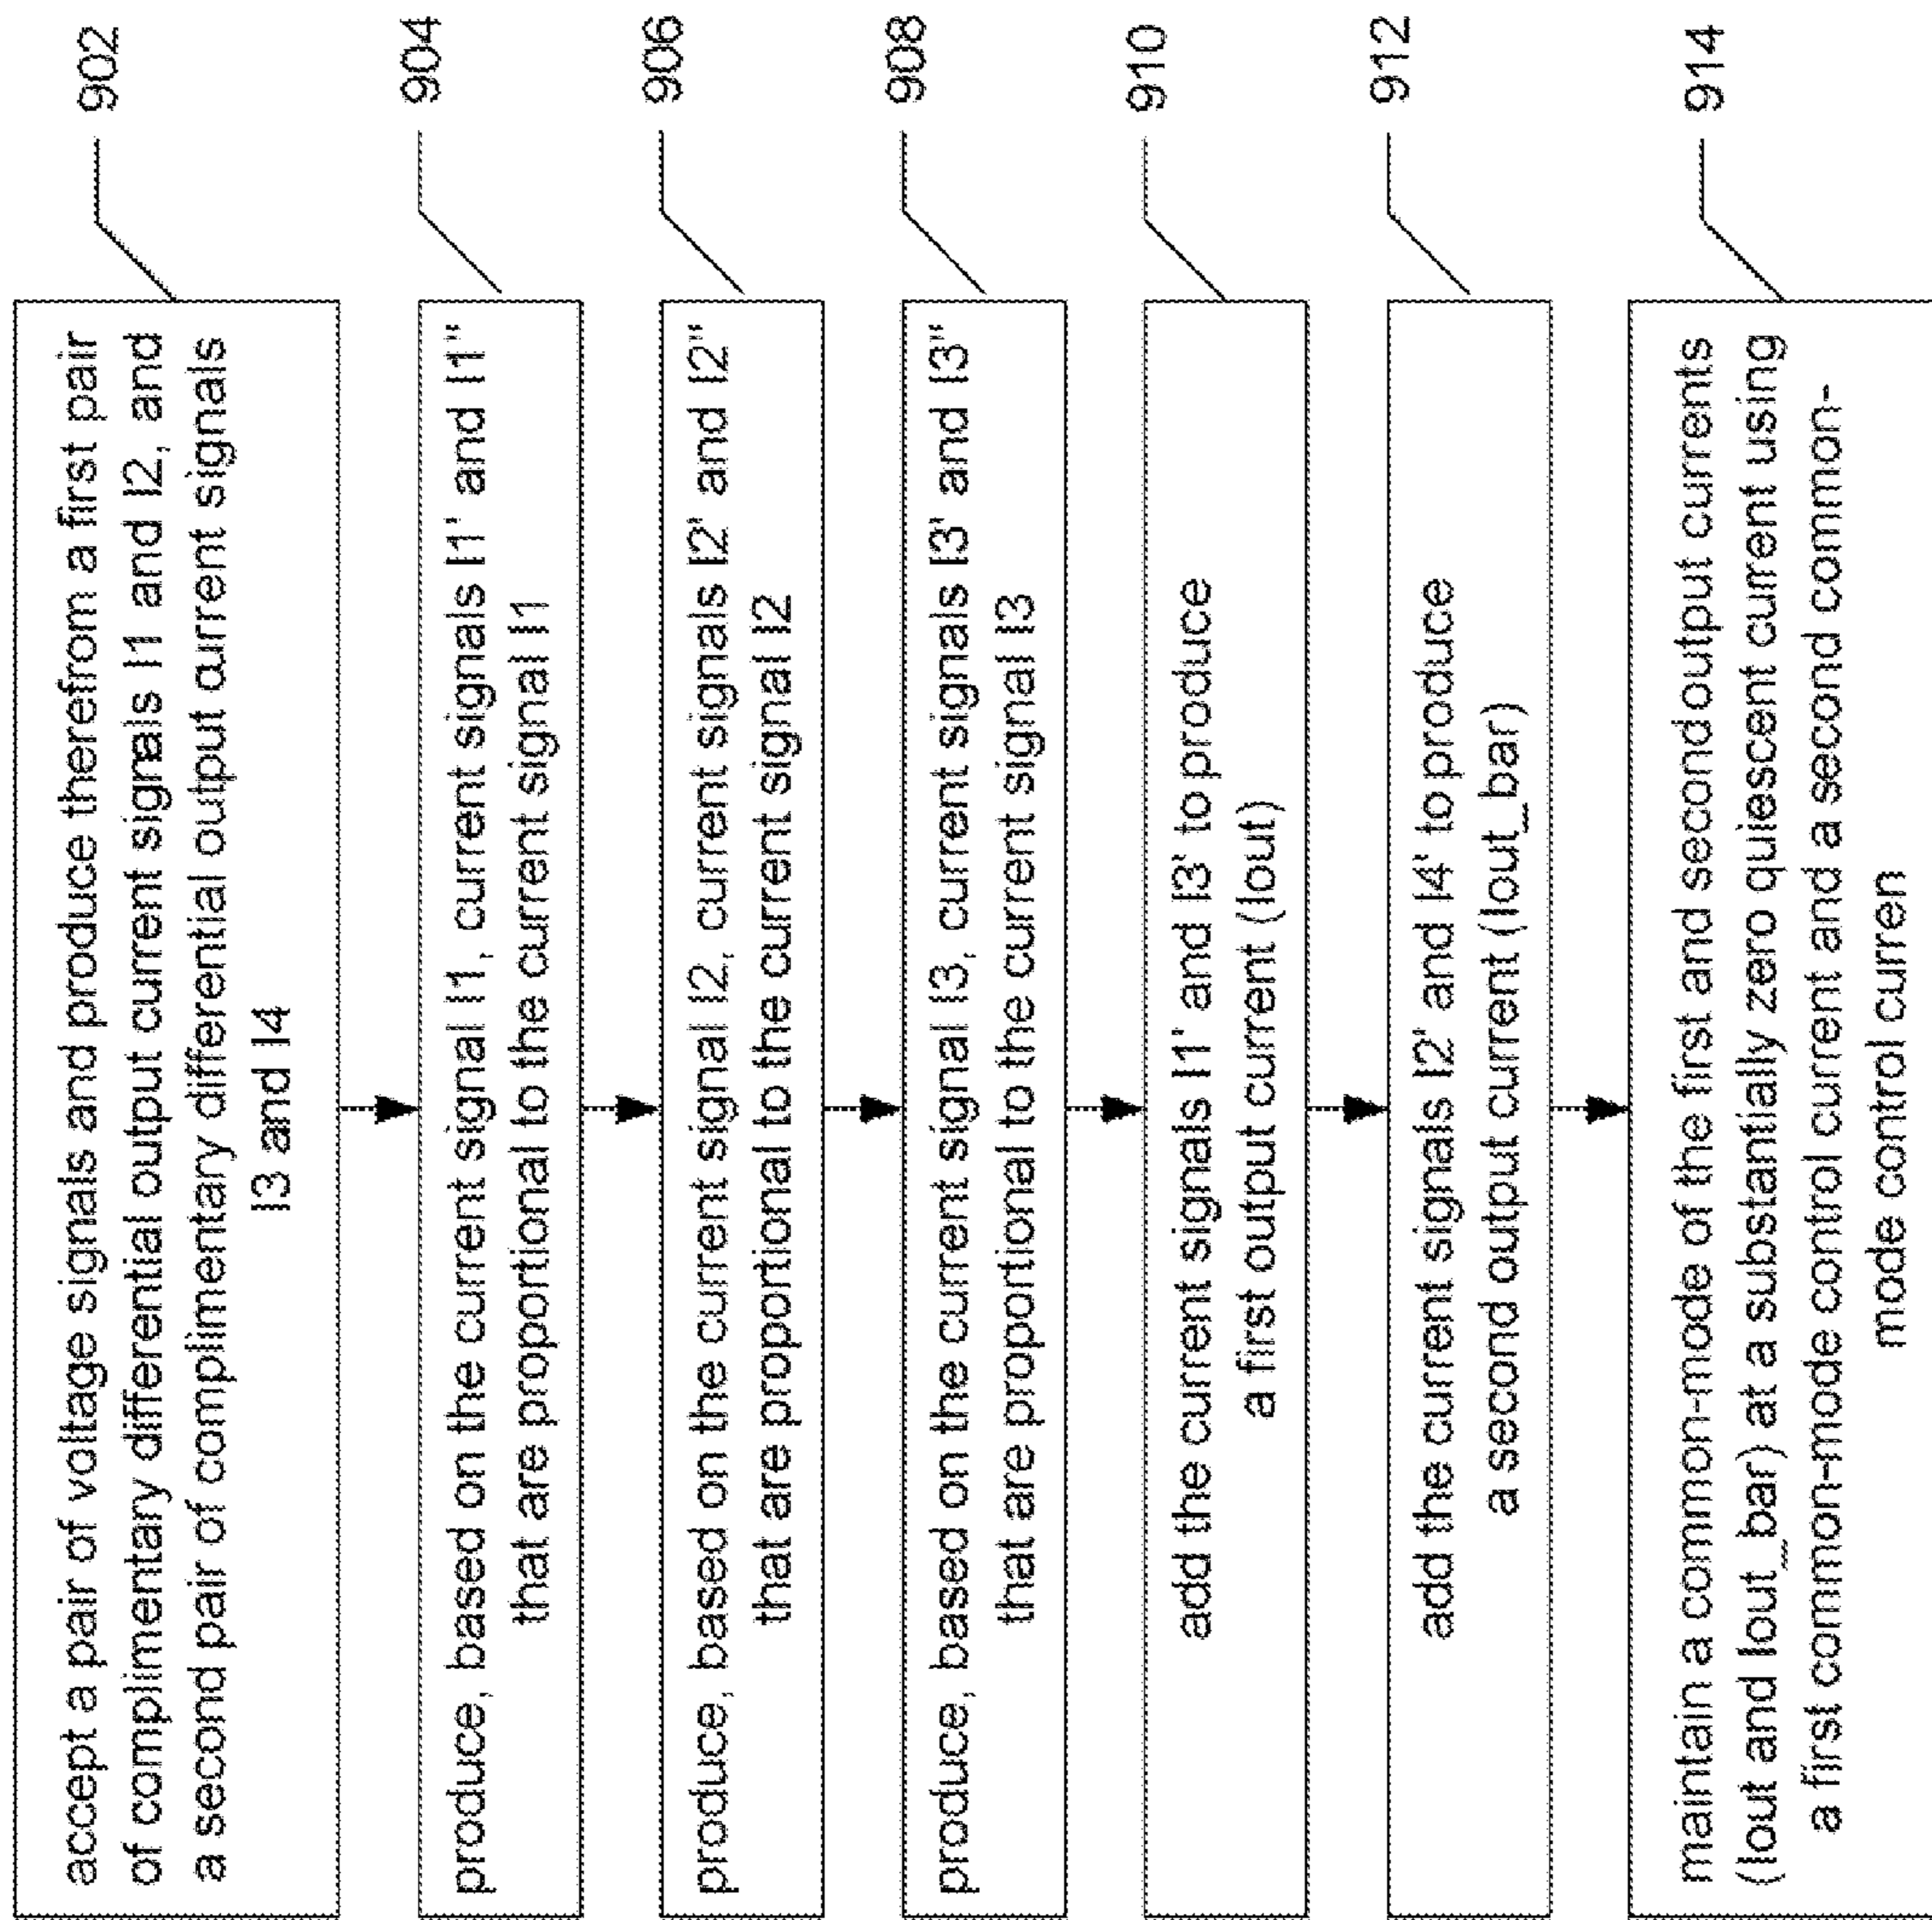 accept a pair of voltage signals and produce therefrom a first pair
of complimentary differential output current signals I1 and I2, and
a second pair of complimentary differential output current signals
I3 and I4
902
produce, based on the current signal I1, current signals I1' and I1"
that are proportional to the current signal I1
904
produce, based on the current signal I2, current signals I2' and I2"
that are proportional to the current signal I2
906
produce, based on the current signal I3, current signals I3' and I3"
that are proportional to the current signal I3
908
add the current signals I1' and I3' to produce
a first output current (Iout)
910
add the current signals I2' and I4' to produce
a second output current (Iout_bar)
912
maintain a common-mode of the first and second output currents
(Iout and Iout_bar) at a substantially zero quiescent current using
a first common-mode control current and a second common-
mode control curren
914